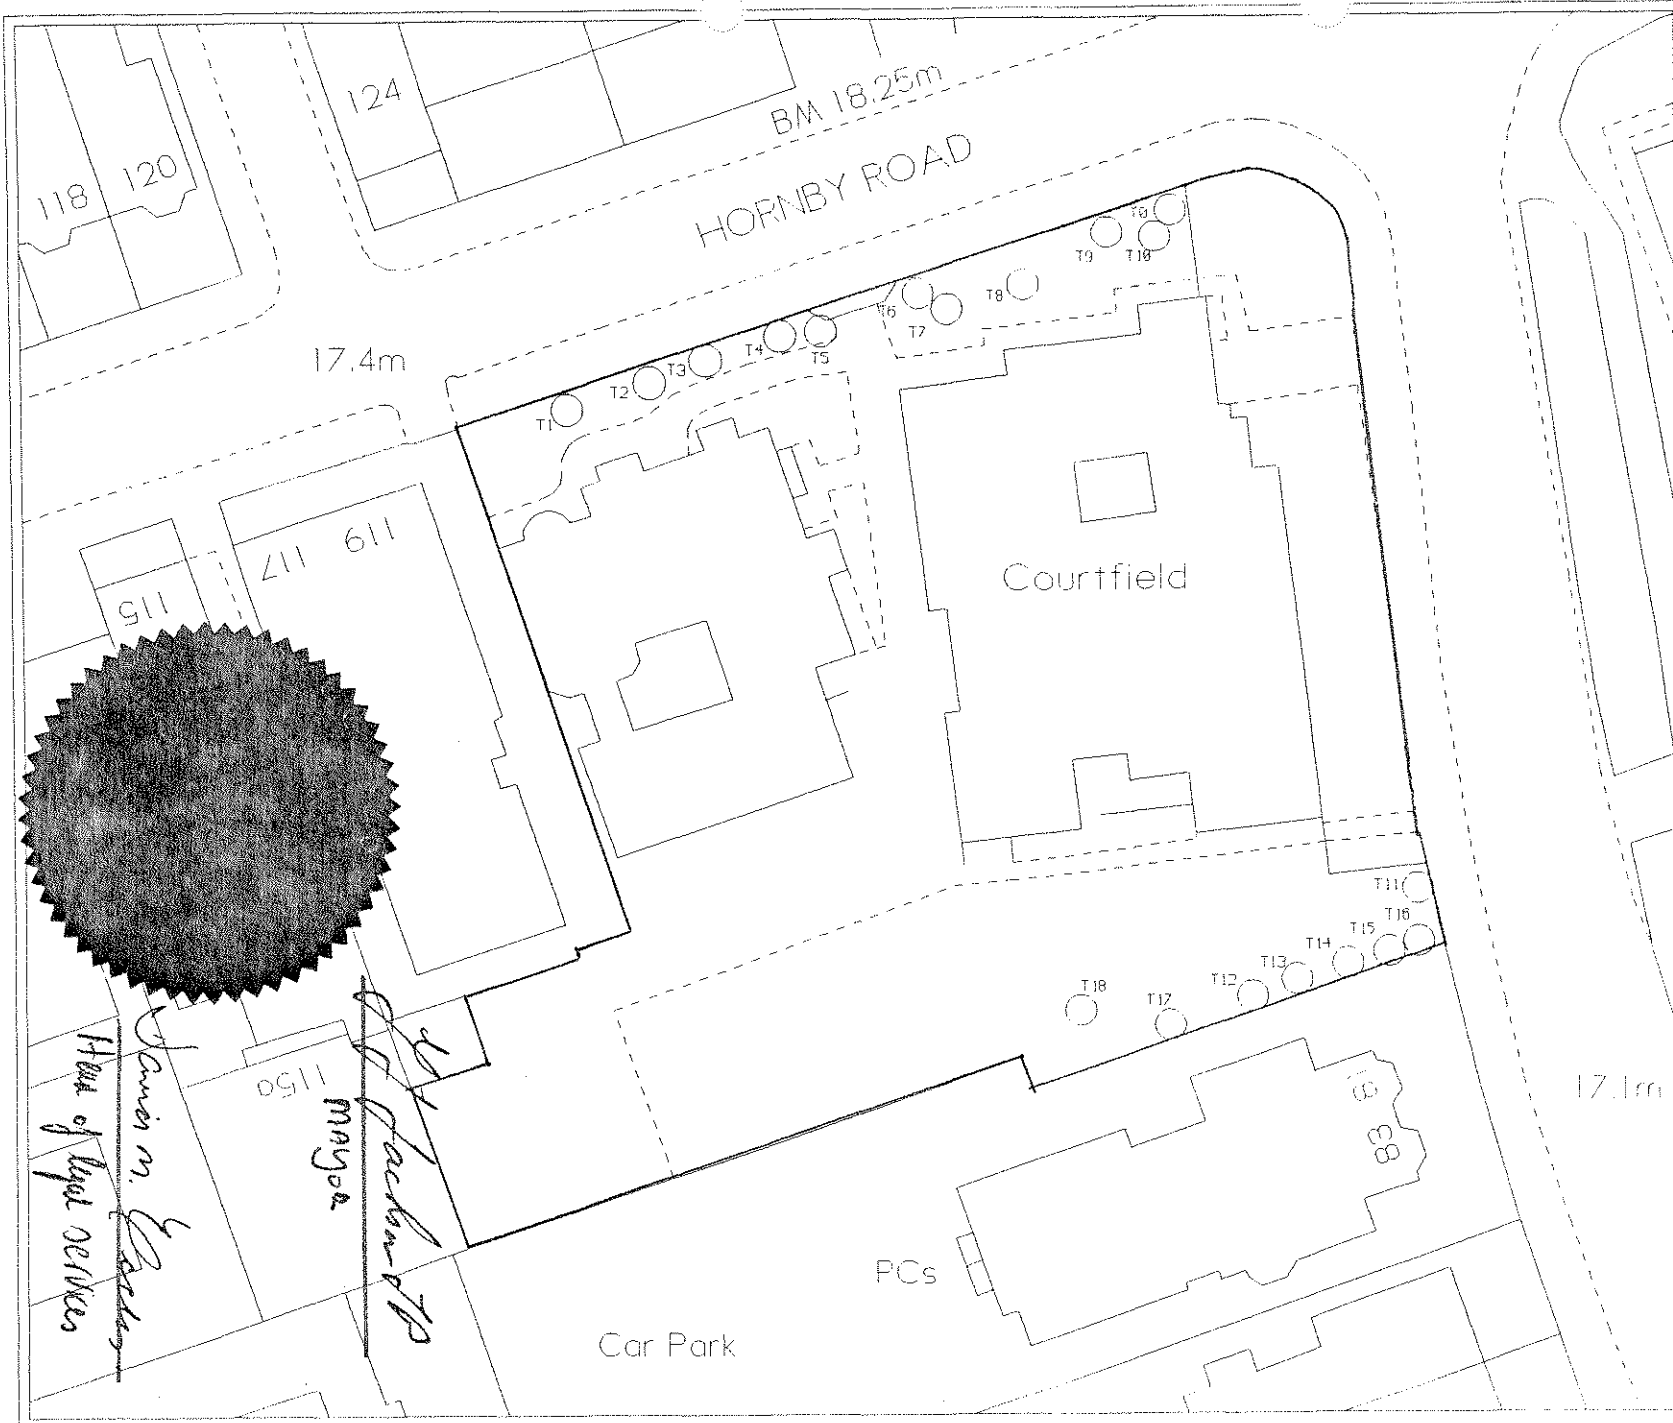 124
BM 18.25m
118
120
HORNBY ROAD
T9
T10
T8
T6
T7
17.4m
T4
T5
T3
T2
T1
119
117
115
Courtfield
T11
T16
T15
T14
T13
T12
T18
T17
115a
MAYOR
Head of legal services
83
17.1m
PCs
Car Park